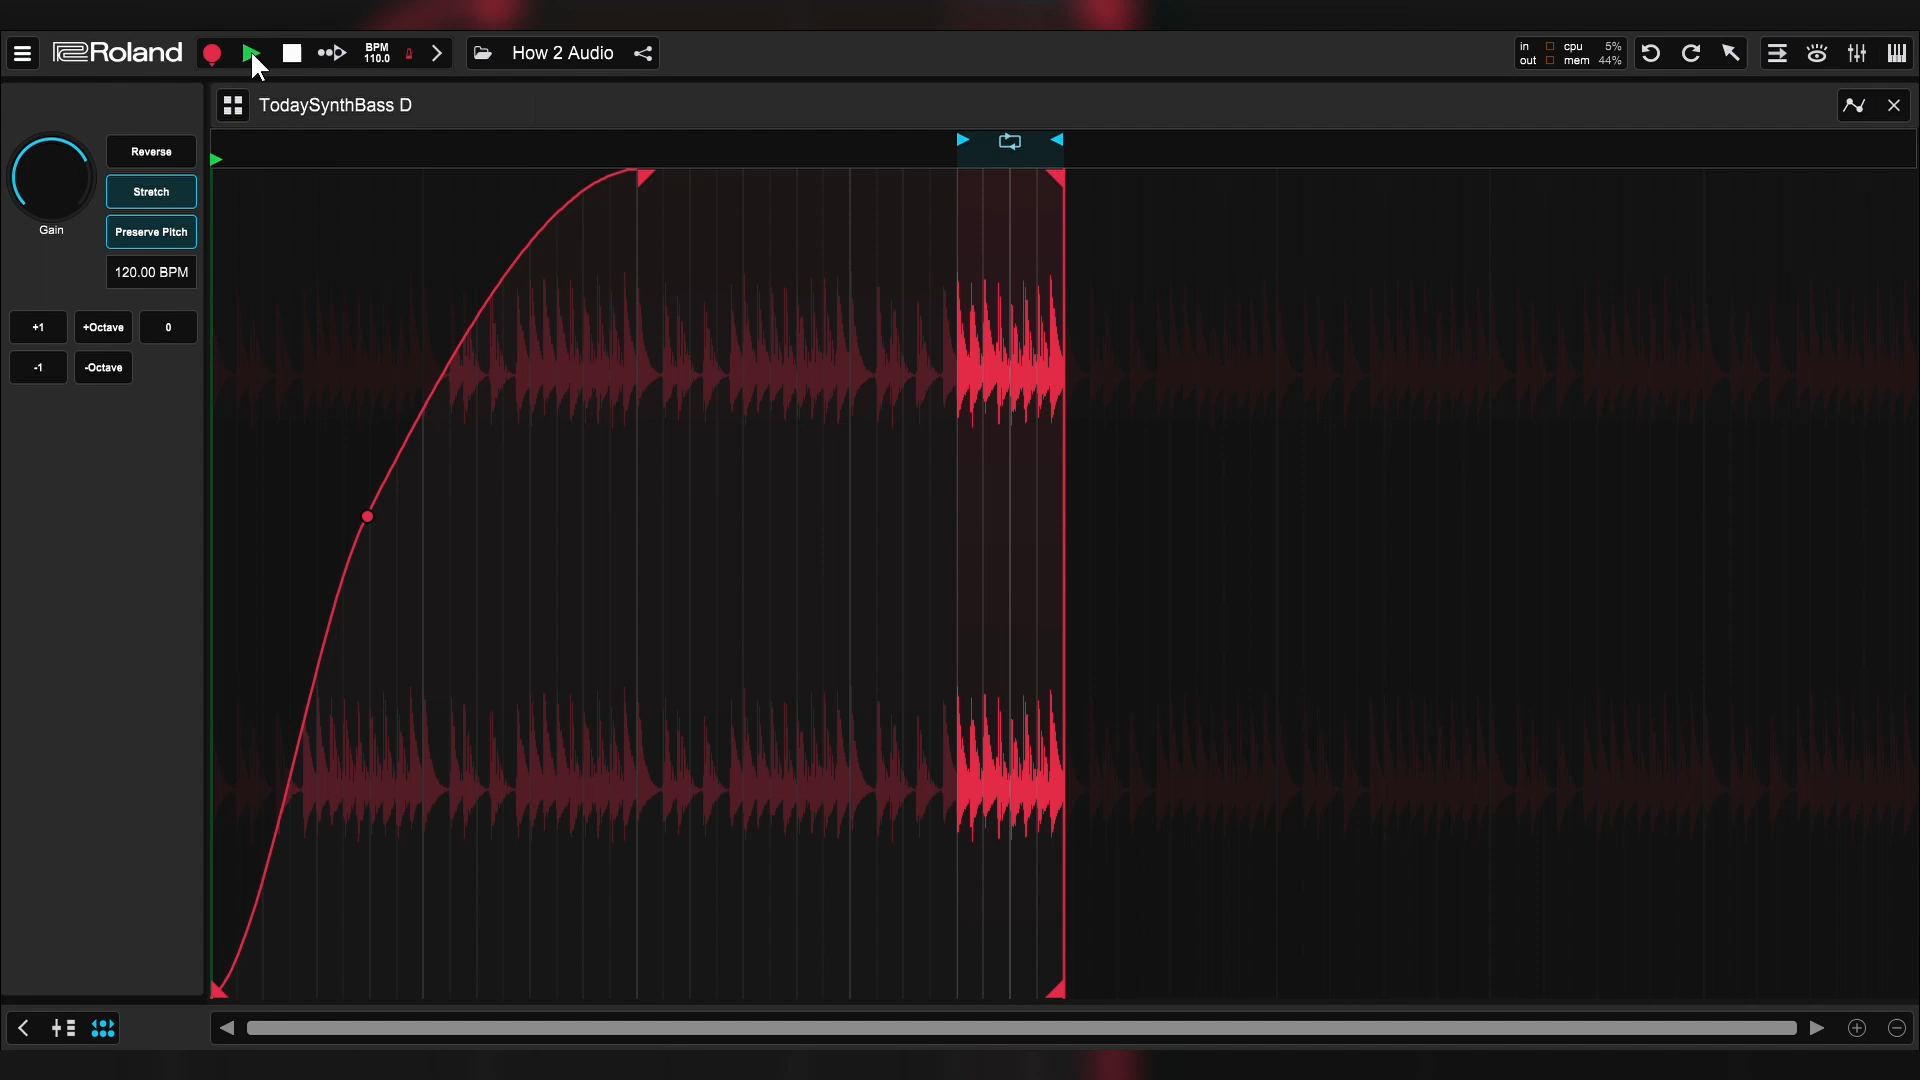 Roland
BPM
110.0
How 2 Audio
in
out
cpu 5%
mem 44%
TodaySynthBass D
Gain
Reverse
Stretch
Preserve Pitch
120.00 BPM
+1
+Octave
0
-1
-Octave